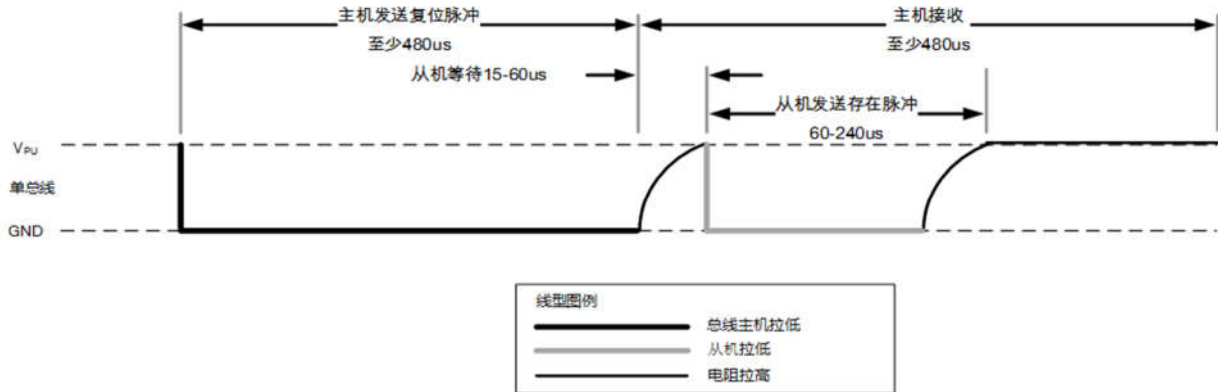 主机发送复位脉冲
至少480us
主机接收
至少480us
从机等待15-60us
从机发送存在脉冲
60-240us
VPU
单总线
GND
线型图例
总线主机拉低
从机拉低
电阻拉高